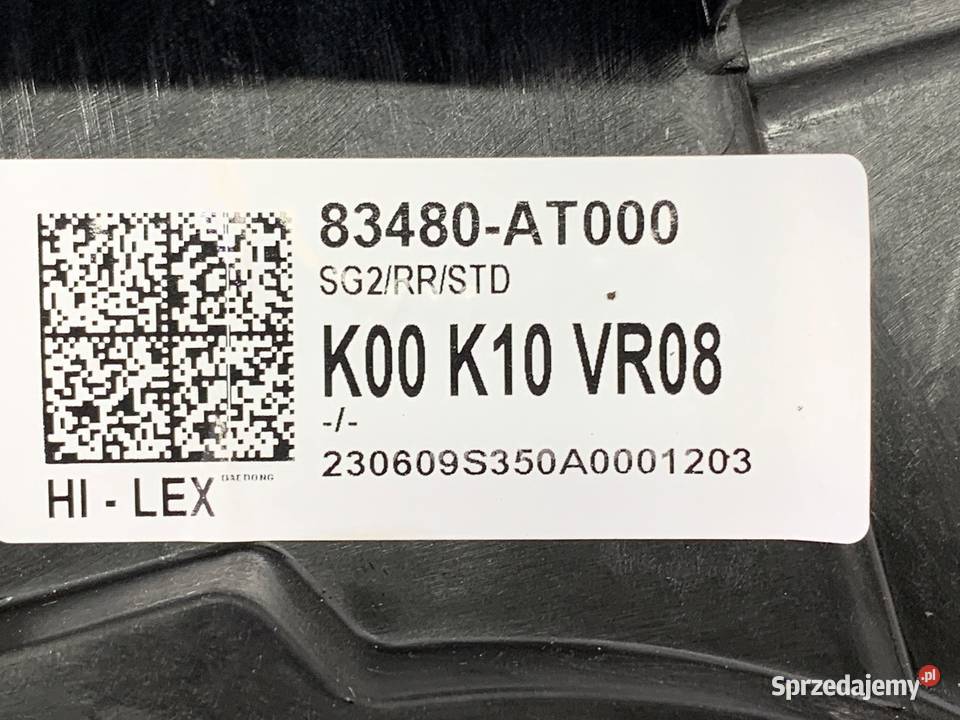 83480-AT000
SG2/RR/STD
K00 K10 VR08
-/-
230609S350A0001203
HI - LEX DAEDONG
Sprzedajemy.pl